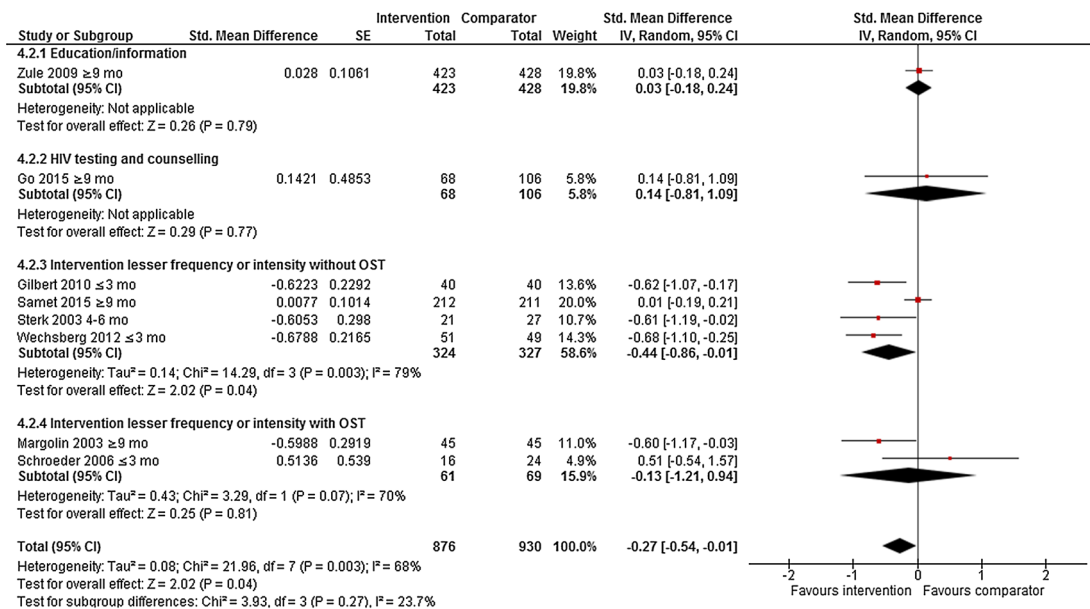 Intervention Comparator Std. Mean Difference Std. Mean Difference
Study or Subgroup Std. Mean Difference SE Total Total Weight IV, Random, 95% CI IV, Random, 95% CI
4.2.1 Education/information
Zule 2009 ≥9 mo 0.028 0.1061 423 428 19.8% 0.03 [-0.18, 0.24]
Subtotal (95% CI) 423 428 19.8% 0.03 [-0.18, 0.24]
Heterogeneity: Not applicable
Test for overall effect: Z = 0.26 (P = 0.79)
4.2.2 HIV testing and counselling
Go 2015 ≥9 mo 0.1421 0.4853 68 106 5.8% 0.14 [-0.81, 1.09]
Subtotal (95% CI) 68 106 5.8% 0.14 [-0.81, 1.09]
Heterogeneity: Not applicable
Test for overall effect: Z = 0.29 (P = 0.77)
4.2.3 Intervention lesser frequency or intensity without OST
Gilbert 2010 ≤3 mo -0.6223 0.2292 40 40 13.6% -0.62 [-1.07, -0.17]
Samet 2015 ≥9 mo 0.0077 0.1014 212 211 20.0% 0.01 [-0.19, 0.21]
Sterk 2003 4-6 mo -0.6053 0.298 21 27 10.7% -0.61 [-1.19, -0.02]
Wechsberg 2012 ≤3 mo -0.6788 0.2165 51 49 14.3% -0.68 [-1.10, -0.25]
Subtotal (95% CI) 324 327 58.6% -0.44 [-0.86, -0.01]
Heterogeneity: Tau² = 0.14; Chi² = 14.29, df = 3 (P = 0.003); I² = 79%
Test for overall effect: Z = 2.02 (P = 0.04)
4.2.4 Intervention lesser frequency or intensity with OST
Margolin 2003 ≥9 mo -0.5988 0.2919 45 45 11.0% -0.60 [-1.17, -0.03]
Schroeder 2006 ≤3 mo 0.5136 0.539 16 24 4.9% 0.51 [-0.54, 1.57]
Subtotal (95% CI) 61 69 15.9% -0.13 [-1.21, 0.94]
Heterogeneity: Tau² = 0.43; Chi² = 3.29, df = 1 (P = 0.07); I² = 70%
Test for overall effect: Z = 0.25 (P = 0.81)
Total (95% CI) 876 930 100.0% -0.27 [-0.54, -0.01]
Heterogeneity: Tau² = 0.08; Chi² = 21.96, df = 7 (P = 0.003); I² = 68%
Test for overall effect: Z = 2.02 (P = 0.04)
Test for subgroup differences: Chi² = 3.93, df = 3 (P = 0.27), I² = 23.7%
-2 -1 0 1 2
Favours intervention Favours comparator